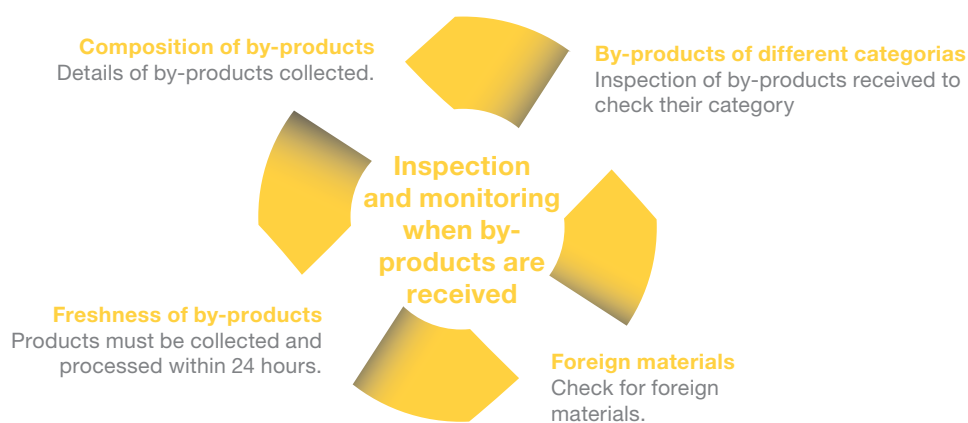 Composition of by-products
Details of by-products collected.
By-products of different categorias
Inspection of by-products received to
check their category
Inspection
and monitoring
when by-
products are
received
Freshness of by-products
Products must be collected and
processed within 24 hours.
Foreign materials
Check for foreign
materials.